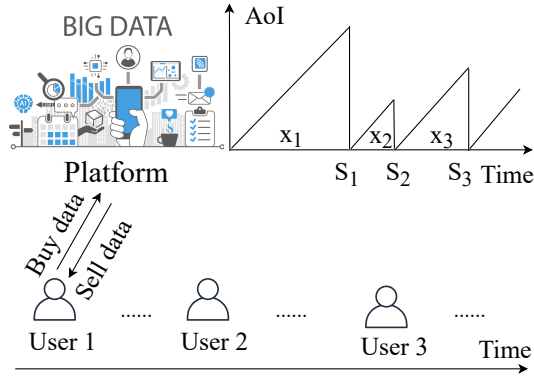 BIG DATA
AI
Platform
AoI
x1
x2
x3
S1
S2
S3
Time
Buy data
Sell data
User 1
......
User 2
......
User 3
......
Time